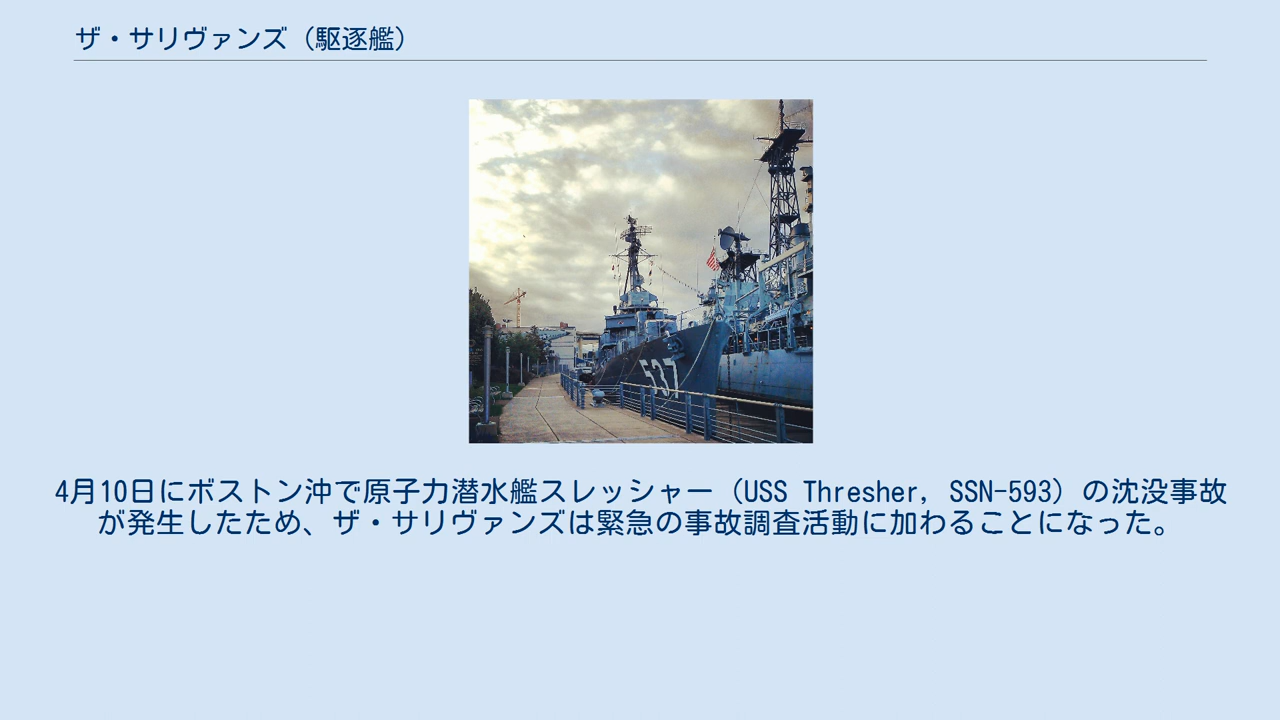 ザ・サリヴァンズ（駆逐艦）
537
4月10日にボストン沖で原子力潜水艦スレッシャー（USS Thresher, SSN-593）の沈没事故
が発生したため、ザ・サリヴァンズは緊急の事故調査活動に加わることになった。